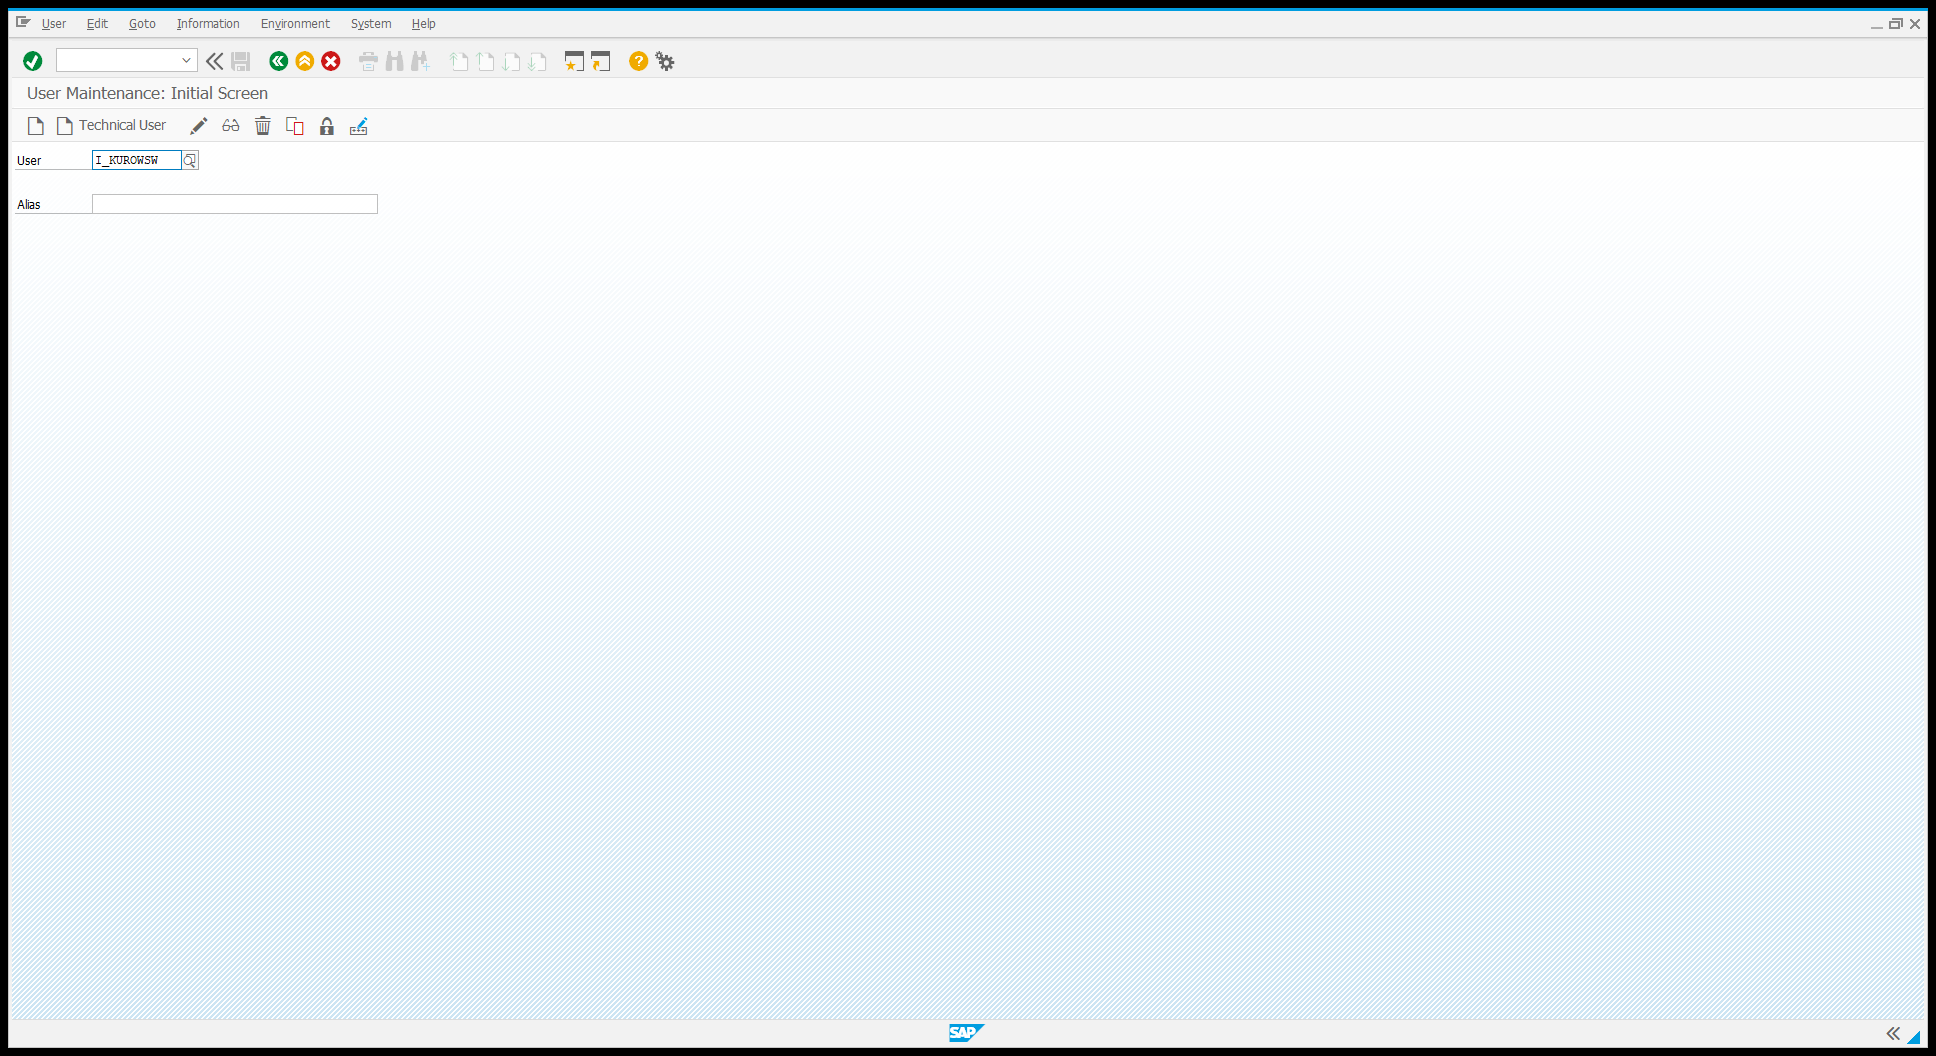 User Edit Goto Information Environment System Help
User Maintenance: Initial Screen
Technical User
User I_KUROWSW
Alias
SAP